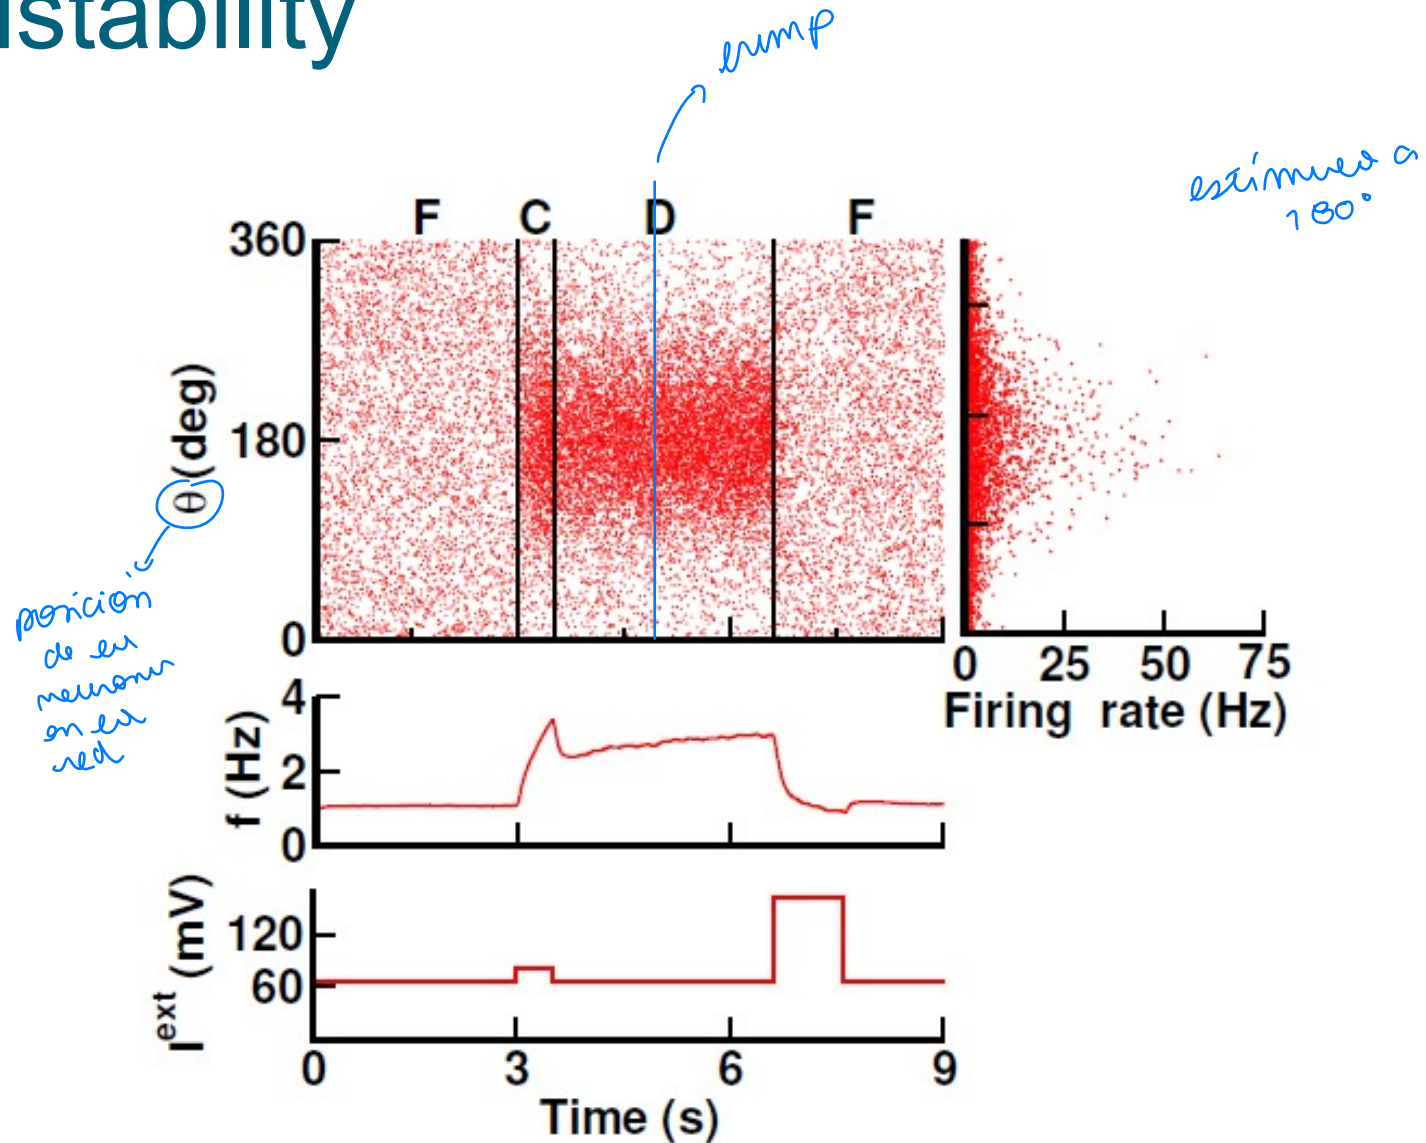 stability
bump
estímulo a
180°
F C D F
360
180
0
θ (deg)
posición
de la
neurona
en la
red
0 25 50 75
Firing rate (Hz)
4
2
0
f (Hz)
120
60
I^ext (mV)
0 3 6 9
Time (s)